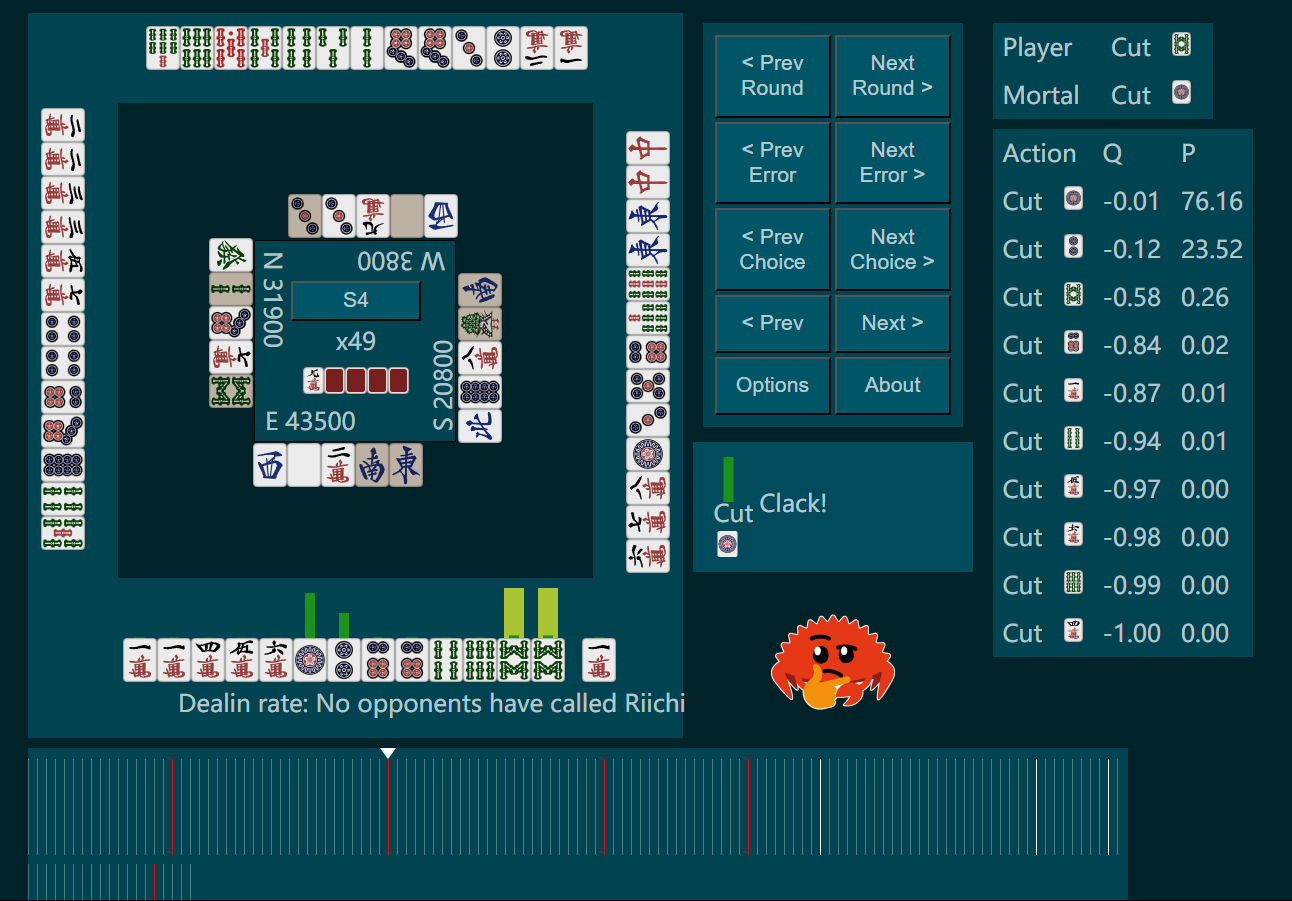 < Prev
Round
Next
Round >
< Prev
Error
Next
Error >
< Prev
Choice
Next
Choice >
< Prev
Next >
Options
About
Player Cut
Mortal Cut
Action Q P
Cut -0.01 76.16
Cut -0.12 23.52
Cut -0.58 0.26
Cut -0.84 0.02
Cut -0.87 0.01
Cut -0.94 0.01
Cut -0.97 0.00
Cut -0.98 0.00
Cut -0.99 0.00
Cut -1.00 0.00
W 3800
N 31900
S4
x49
S 20800
E 43500
Cut
Clack!
Dealin rate: No opponents have called Riichi